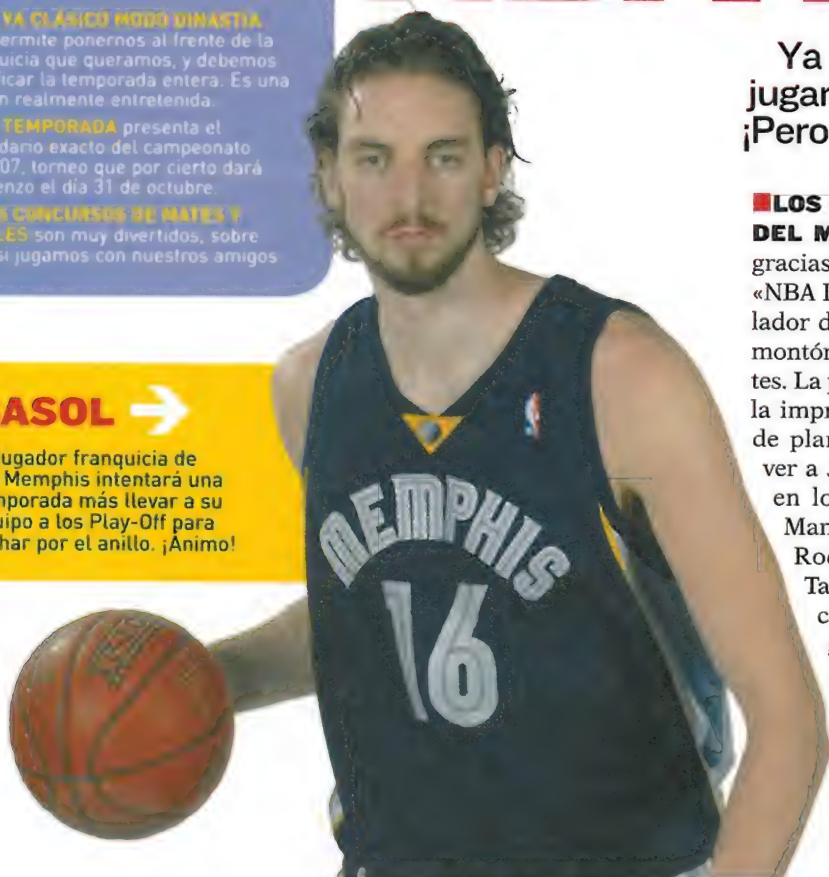 YA CLÁSICO MODO DINASTÍA
ermite ponernos al frente de la
uicia que queramos, y debemos
icar la temporada entera. Es una
n realmente entretenida.
TEMPORADA presenta el
dario exacto del campeonato
07, torneo que por cierto dará
enzo el día 31 de octubre.
S CONCURSOS DE MATES Y
LES son muy divertidos, sobre
si jugamos con nuestros amigos
ASOL
ugador franquicia de
Memphis intentará una
mporada más llevar a su
uipo a los Play-Off para
char por el anillo. ¡Ánimo!
MEMPHIS
16
Ya
jugar
¡Pero
LOS
DEL M
gracias
«NBA L
lador d
montón
tes. La
la impr
de plan
ver a
en lo
Man
Roc
Ta
c